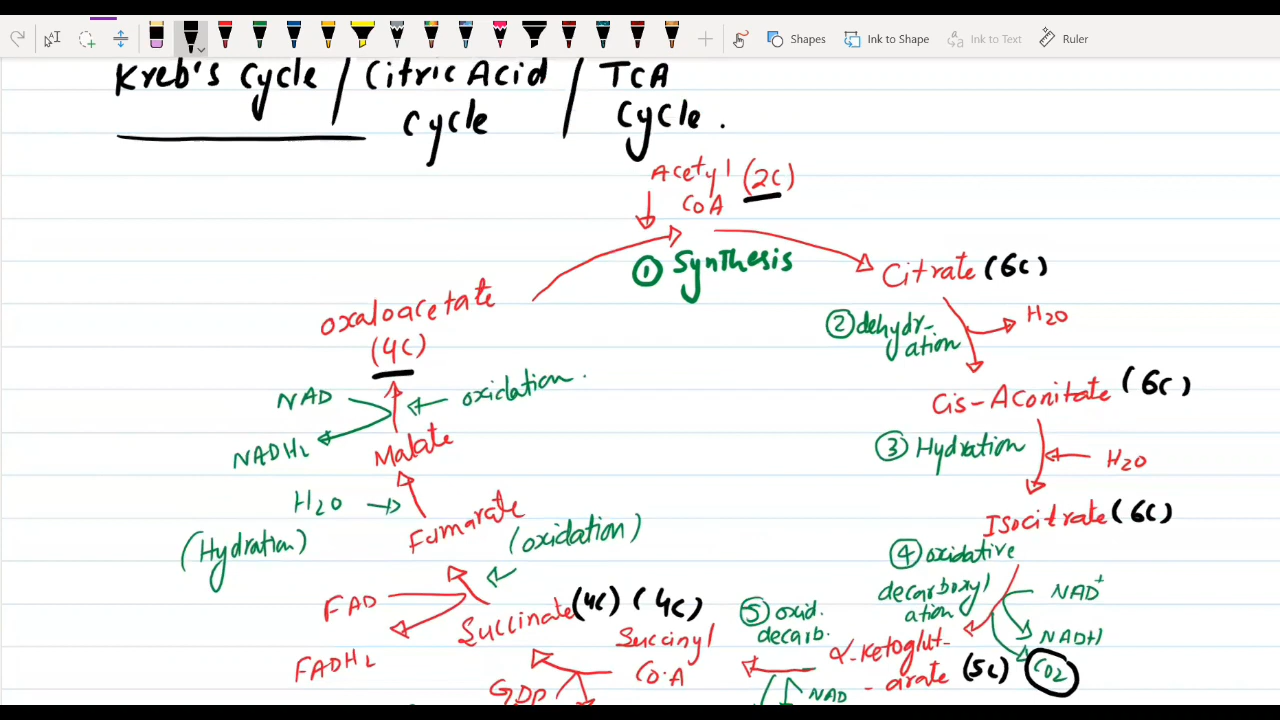 Shapes
Ink to Shape
Ink to Text
Ruler
Kreb's Cycle / Citric Acid Cycle / TCA Cycle.
Acetyl (2C)
CoA
① Synthesis
Citrate (6C)
② dehydr-
ation
H2O
Cis-Aconitate (6C)
③ Hydration
H2O
Isocitrate (6C)
④ oxidative
decarboxyl
ation
NAD+
NADH
CO2
α-Ketoglut-
arate (5C)
⑤ oxid.
decarb.
NAD
Succinyl (4C)
CO·A
GDP
Succinate (4C)
(oxidation)
FAD
FADH2
Fumarate
H2O
(Hydration)
Malate
oxidation.
NAD
NADH2
Oxaloacetate
(4C)